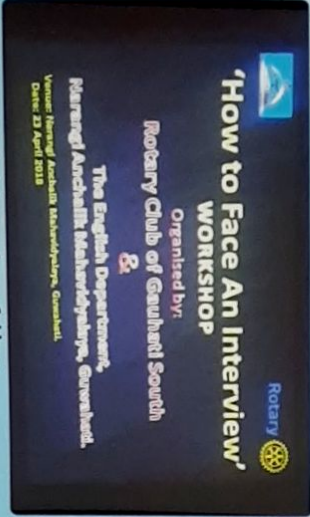 Rotary
'How to Face An Interview'
WORKSHOP
Organised by:
Rotary Club of Gauhati South
&
The English Department,
Narangi Anchalik Mahavidyalaya, Guwahati.
Venue: Narangi Anchalik Mahavidyalaya, Guwahati.
Date: 23 April 2018